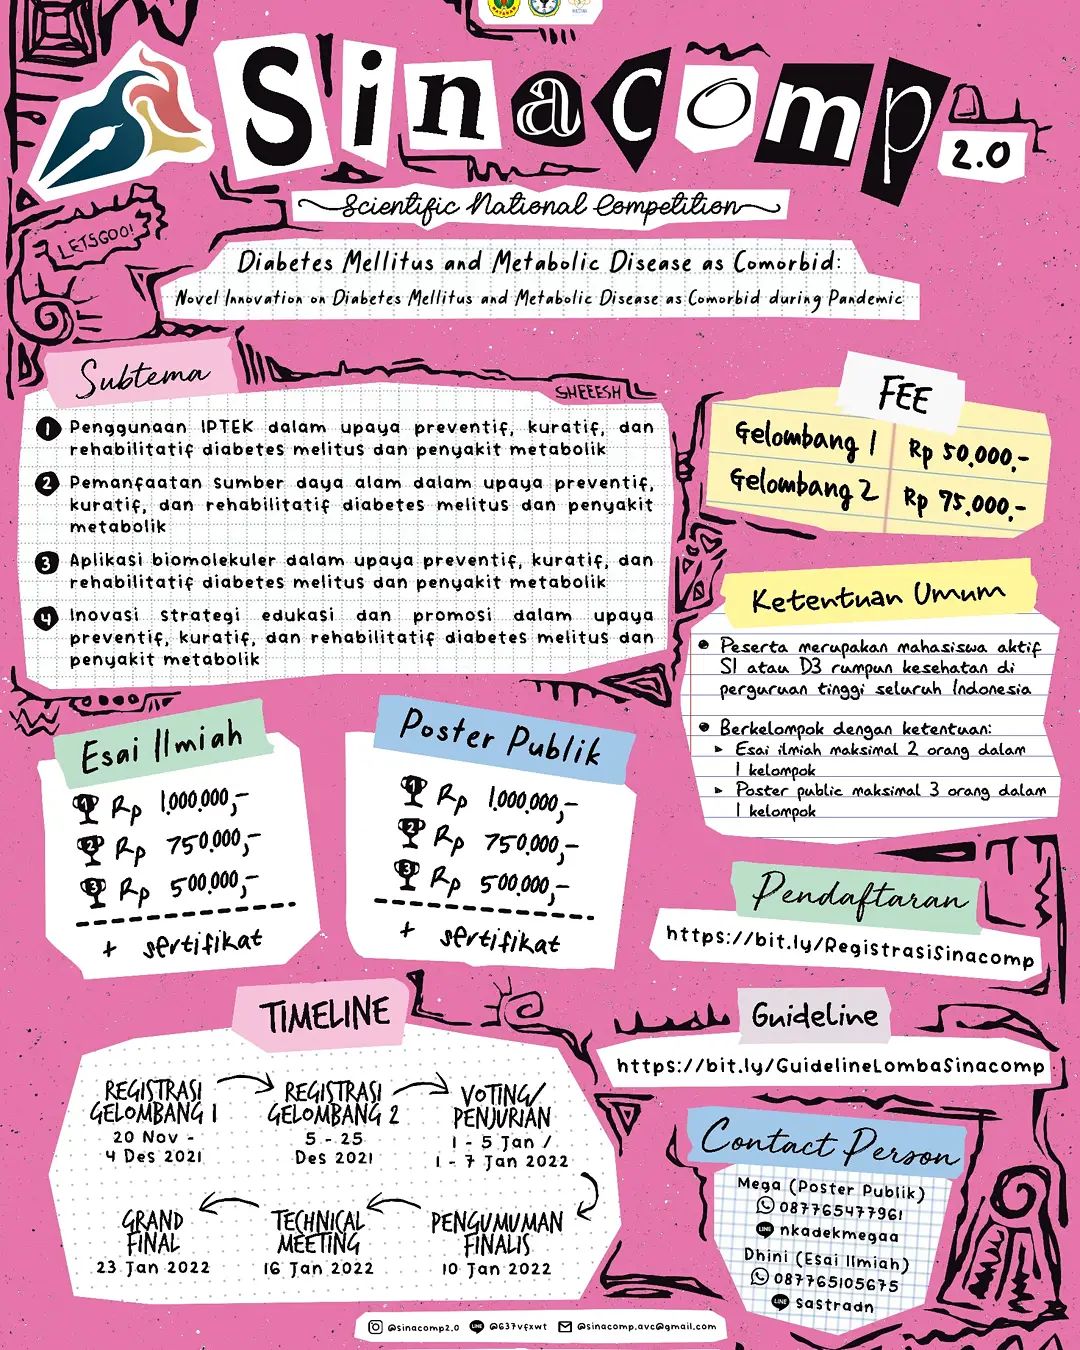 Sinacomp
2.0
Scientific National Competition
LETSGOO!
Diabetes Mellitus and Metabolic Disease as Comorbid:
Novel Innovation on Diabetes Mellitus and Metabolic Disease as Comorbid during Pandemic
Subtema
SHEEESH
1 Penggunaan IPTEK dalam upaya preventif, kuratif, dan
rehabilitatif diabetes melitus dan penyakit metabolik
2 Pemanfaatan sumber daya alam dalam upaya preventif,
kuratif, dan rehabilitatif diabetes melitus dan penyakit
metabolik
3 Aplikasi biomolekuler dalam upaya preventif, kuratif, dan
rehabilitatif diabetes melitus dan penyakit metabolik
4 Inovasi strategi edukasi dan promosi dalam upaya
preventif, kuratif, dan rehabilitatif diabetes melitus dan
penyakit metabolik
FEE
Gelombang 1 Rp 50.000,-
Gelombang 2 Rp 75.000,-
Ketentuan Umum
Peserta merupakan mahasiswa aktif
S1 atau D3 rumpun kesehatan di
perguruan tinggi seluruh Indonesia
Berkelompok dengan ketentuan:
Esai ilmiah maksimal 2 orang dalam
1 kelompok
Poster public maksimal 3 orang dalam
1 kelompok
Esai Ilmiah
1 Rp 1.000.000,-
2 Rp 750.000,-
3 Rp 500.000,-
+ sertifikat
Poster Publik
1 Rp 1.000.000,-
2 Rp 750.000,-
3 Rp 500.000,-
+ sertifikat
Pendaftaran
https://bit.ly/RegistrasiSinacomp
Guideline
https://bit.ly/GuidelineLombaSinacomp
TIMELINE
REGISTRASI
GELOMBANG 1
20 Nov -
4 Des 2021
REGISTRASI
GELOMBANG 2
5 - 25
Des 2021
VOTING/
PENJURIAN
1 - 5 Jan /
1 - 7 Jan 2022
PENGUMUMAN
FINALIS
10 Jan 2022
TECHNICAL
MEETING
16 Jan 2022
GRAND
FINAL
23 Jan 2022
Contact Person
Mega (Poster Publik)
087765477961
LINE nkadekmegaa
Dhini (Esai Ilmiah)
087765105675
LINE sastradn
@sinacomp2.0 LINE @637vfxwt @sinacomp.avc@gmail.com